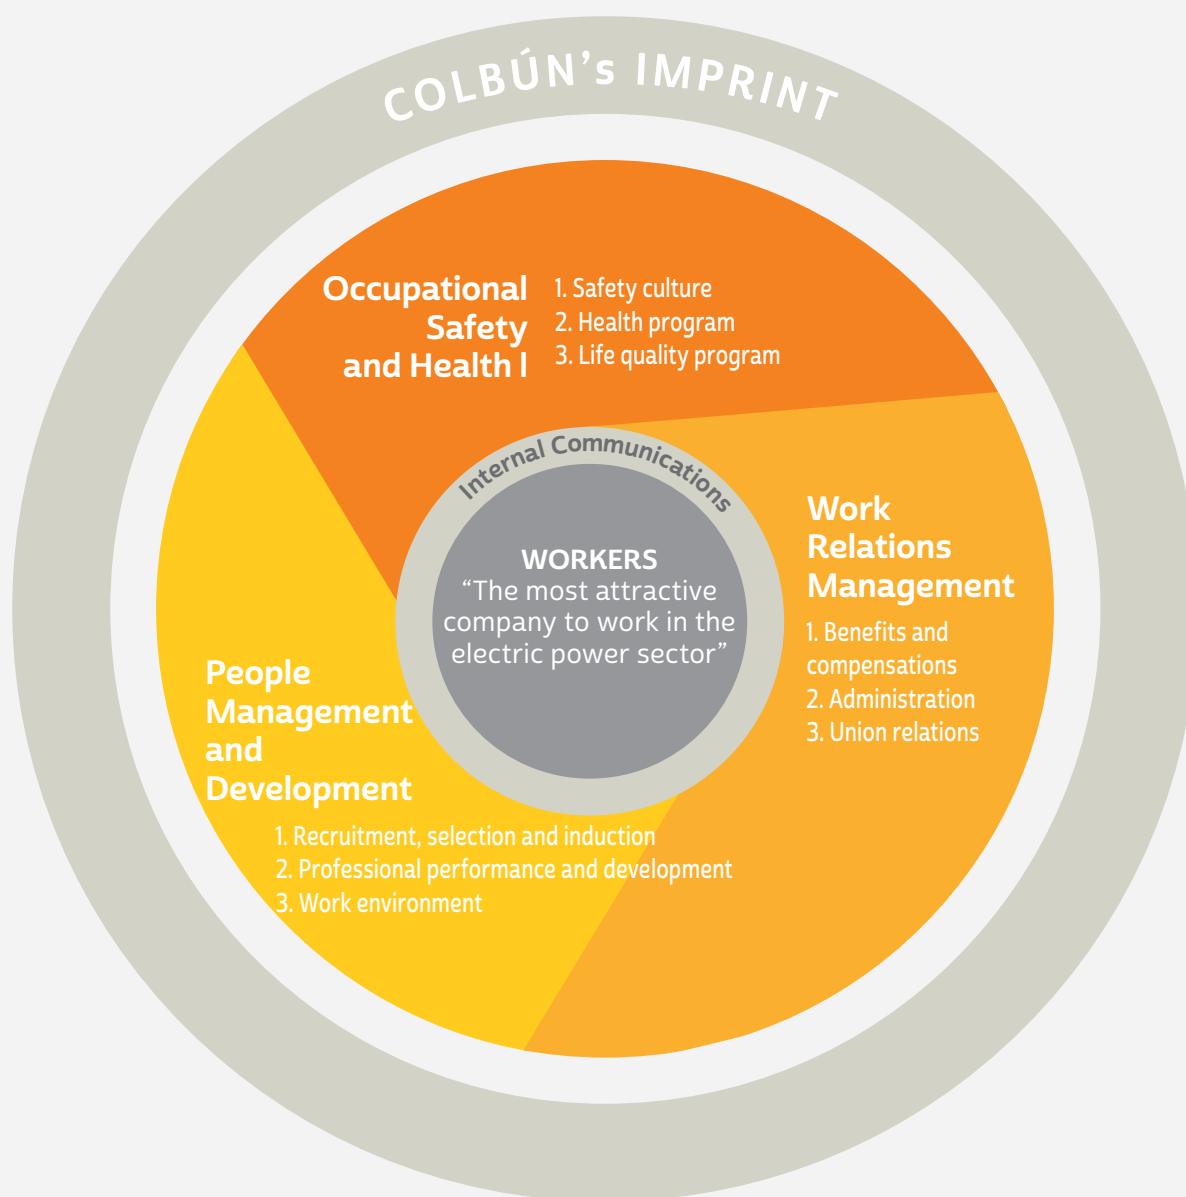 COLBÚN's IMPRINT
Occupational
Safety
and Health l
1. Safety culture
2. Health program
3. Life quality program
Internal Communications
WORKERS
“The most attractive
company to work in the
electric power sector”
Work
Relations
Management
1. Benefits and
compensations
2. Administration
3. Union relations
People
Management
and
Development
1. Recruitment, selection and induction
2. Professional performance and development
3. Work environment